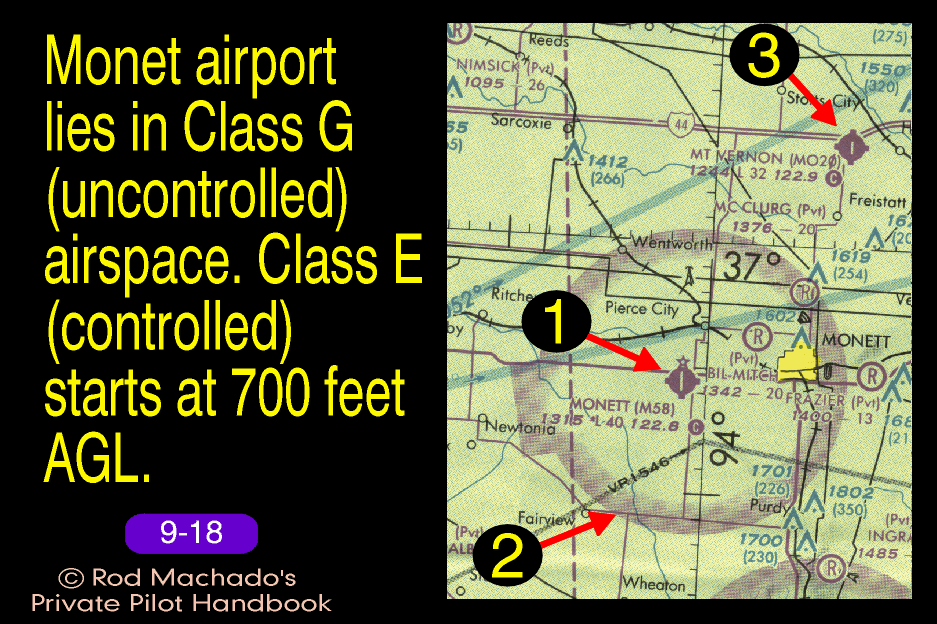 Monet airport
lies in Class G
(uncontrolled)
airspace. Class E
(controlled)
starts at 700 feet
AGL.
9-18
© Rod Machado's
Private Pilot Handbook
3
(275)
Reeds
NIMSICK (Pvt)
1095 - 26
1550
(320)
Stotts City
Sarcoxie
44
1412
(266)
MT VERNON (MO20)
1244 L 32 122.9 C
Freistatt
MC CLURG (Pvt)
1376 - 20
Wentworth
37°
1619
(254)
R
Pierce City
1
1602
R
MONETT
(Pvt)
BIL-MITCH
1342 - 20
R
FRAZIER (Pvt)
1400 - 13
MONETT (M58)
1315 *L 40 122.8 C
Newtonia
94°
VR1546
1701
(226)
1802
(350)
Purdy
Fairview
2
1700
(230)
(Pvt)
INGRA
1485
R
Wheaton